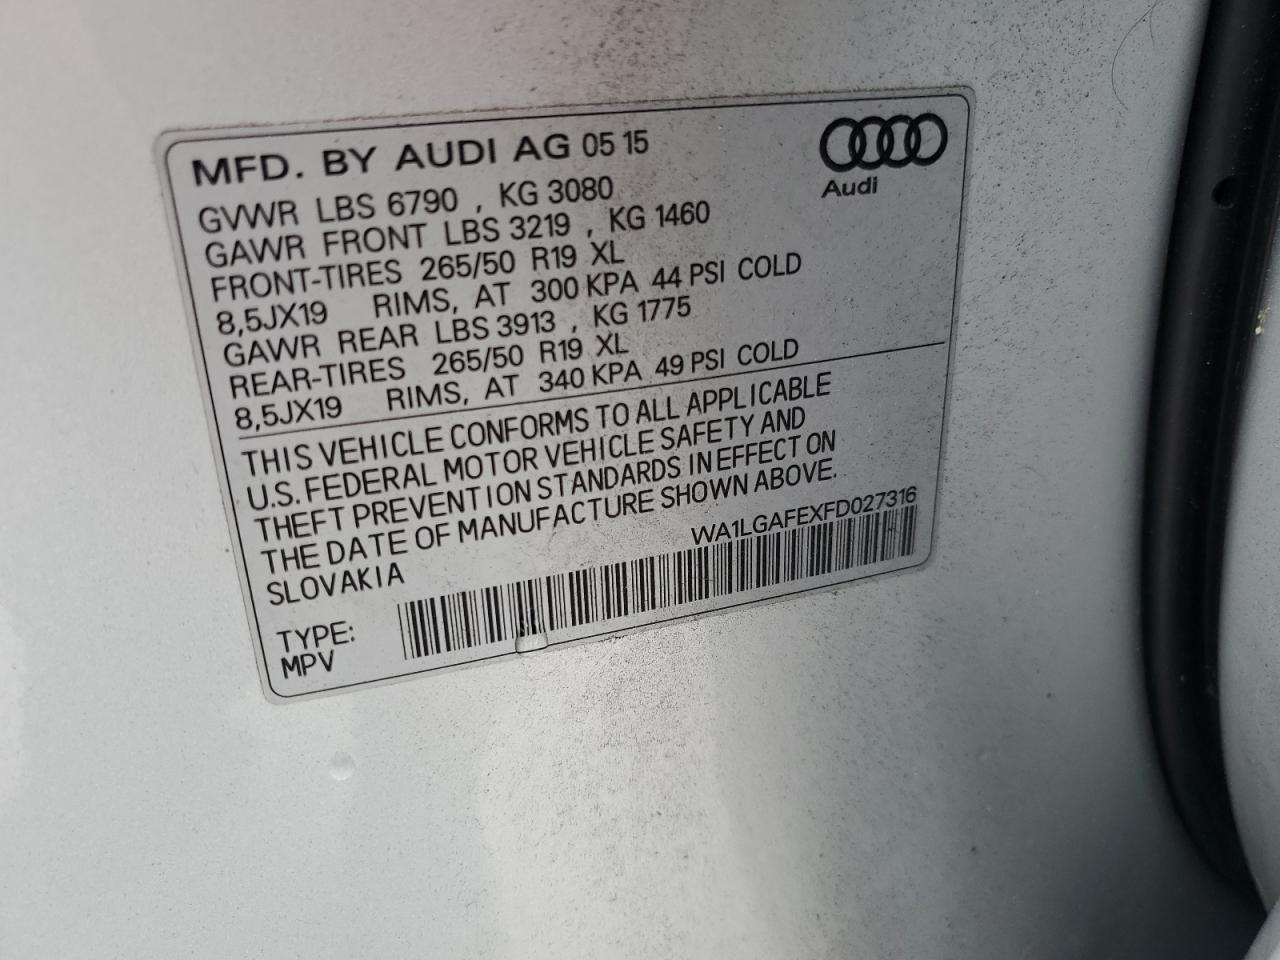 MFD. BY AUDI AG 05 15
Audi
GVWR LBS 6790 , KG 3080
GAWR FRONT LBS 3219 , KG 1460
FRONT-TIRES 265/50 R19 XL
8,5JX19 RIMS, AT 300 KPA 44 PSI COLD
GAWR REAR LBS 3913 , KG 1775
REAR-TIRES 265/50 R19 XL
8,5JX19 RIMS, AT 340 KPA 49 PSI COLD
THIS VEHICLE CONFORMS TO ALL APPLICABLE
U.S. FEDERAL MOTOR VEHICLE SAFETY AND
THEFT PREVENTION STANDARDS IN EFFECT ON
THE DATE OF MANUFACTURE SHOWN ABOVE.
SLOVAKIA
WA1LGAFEXFD027316
TYPE:
MPV